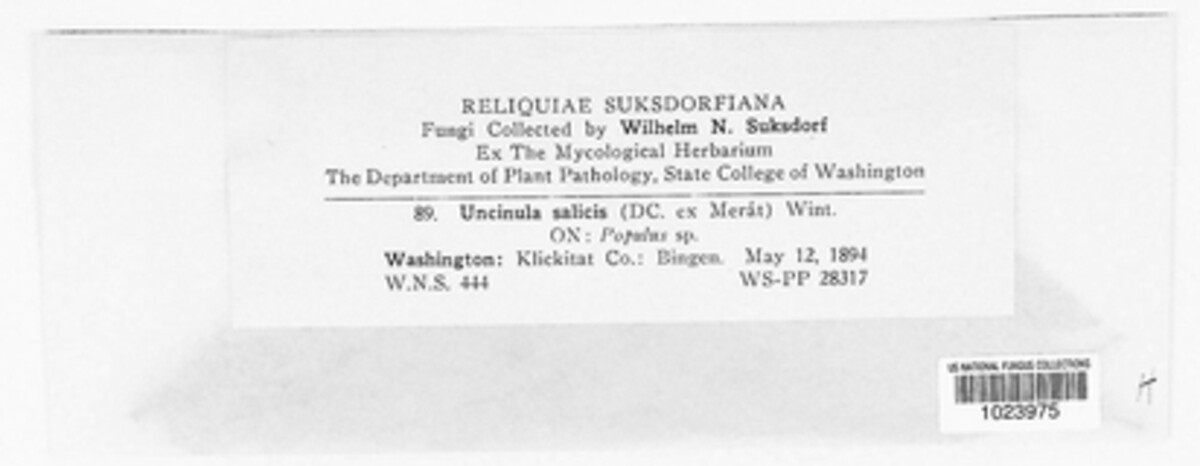 RELIQUIAE SUKSDORFIANA
Fungi Collected by Wilhelm N. Suksdorf
Ex The Mycological Herbarium
The Department of Plant Pathology, State College of Washington
89. Uncinula salicis (DC. ex Merát) Wint.
ON: Populus sp.
Washington: Klickitat Co.: Bingen. May 12, 1894
W.N.S. 444 WS-PP 28317
US NATIONAL FUNGUS COLLECTIONS
1023975
H